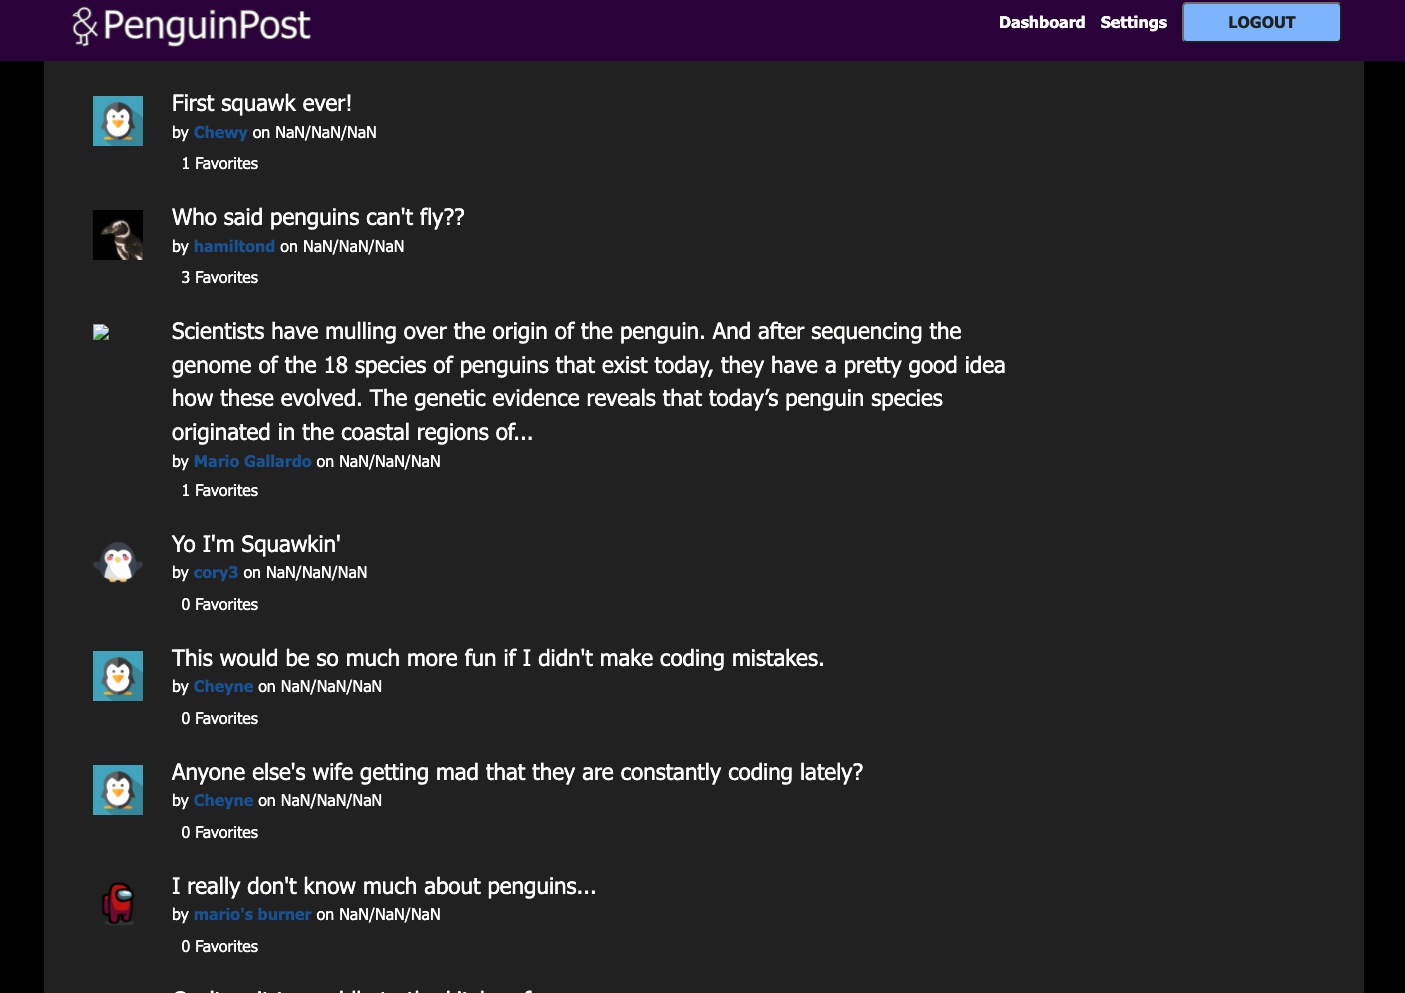 PenguinPost
Dashboard Settings LOGOUT
First squawk ever!
by Chewy on NaN/NaN/NaN
1 Favorites
Who said penguins can't fly??
by hamiltond on NaN/NaN/NaN
3 Favorites
Scientists have mulling over the origin of the penguin. And after sequencing the
genome of the 18 species of penguins that exist today, they have a pretty good idea
how these evolved. The genetic evidence reveals that today’s penguin species
originated in the coastal regions of...
by Mario Gallardo on NaN/NaN/NaN
1 Favorites
Yo I'm Squawkin'
by cory3 on NaN/NaN/NaN
0 Favorites
This would be so much more fun if I didn't make coding mistakes.
by Cheyne on NaN/NaN/NaN
0 Favorites
Anyone else's wife getting mad that they are constantly coding lately?
by Cheyne on NaN/NaN/NaN
0 Favorites
I really don't know much about penguins...
by mario's burner on NaN/NaN/NaN
0 Favorites